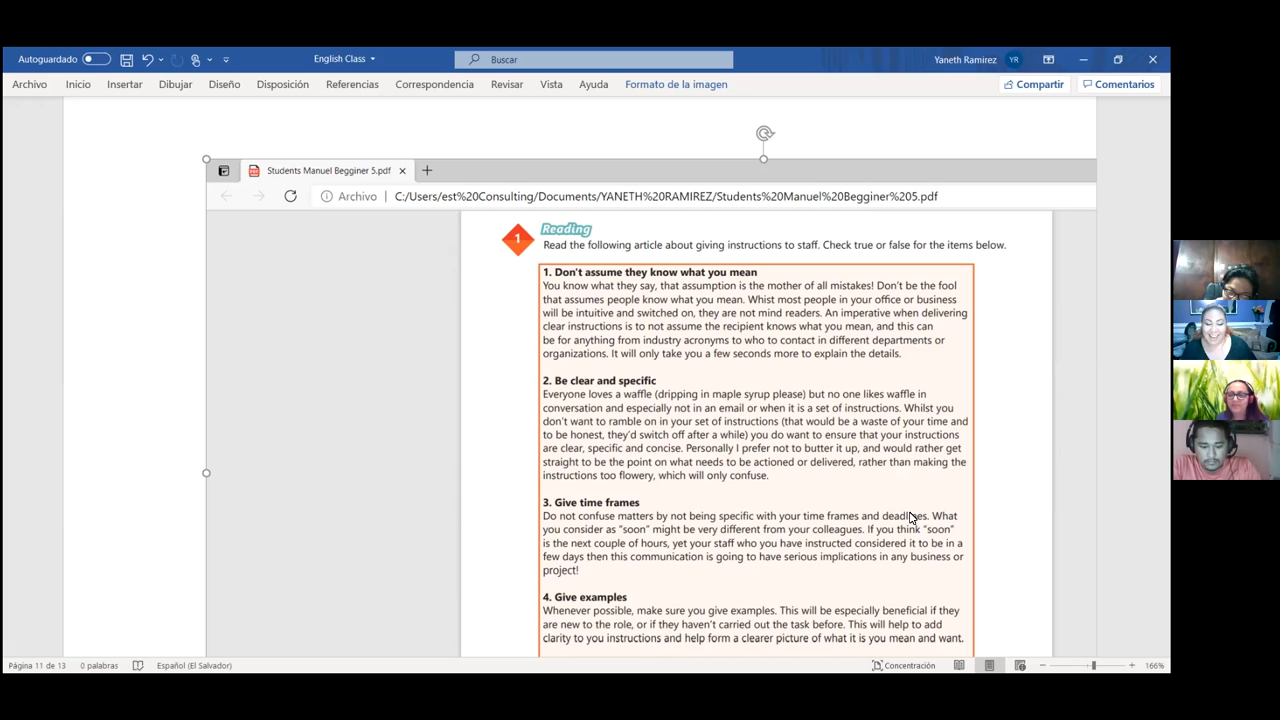 Autoguardado
English Class
Buscar
Yaneth Ramirez
YR
Archivo Inicio Insertar Dibujar Diseño Disposición Referencias Correspondencia Revisar Vista Ayuda Formato de la imagen Compartir Comentarios
Students Manuel Begginer 5.pdf
Archivo | C:/Users/est%20Consulting/Documents/YANETH%20RAMIREZ/Students%20Manuel%20Begginer%205.pdf
1
Reading
Read the following article about giving instructions to staff. Check true or false for the items below.
1. Don't assume they know what you mean
You know what they say, that assumption is the mother of all mistakes! Don't be the fool
that assumes people know what you mean. Whist most people in your office or business
will be intuitive and switched on, they are not mind readers. An imperative when delivering
clear instructions is to not assume the recipient knows what you mean, and this can
be for anything from industry acronyms to who to contact in different departments or
organizations. It will only take you a few seconds more to explain the details.
2. Be clear and specific
Everyone loves a waffle (dripping in maple syrup please) but no one likes waffle in
conversation and especially not in an email or when it is a set of instructions. Whilst you
don't want to ramble on in your set of instructions (that would be a waste of your time and
to be honest, they'd switch off after a while) you do want to ensure that your instructions
are clear, specific and concise. Personally I prefer not to butter it up, and would rather get
straight to be the point on what needs to be actioned or delivered, rather than making the
instructions too flowery, which will only confuse.
3. Give time frames
Do not confuse matters by not being specific with your time frames and deadlines. What
you consider as "soon" might be very different from your colleagues. If you think "soon"
is the next couple of hours, yet your staff who you have instructed considered it to be in a
few days then this communication is going to have serious implications in any business or
project!
4. Give examples
Whenever possible, make sure you give examples. This will be especially beneficial if they
are new to the role, or if they haven't carried out the task before. This will help to add
clarity to you instructions and help form a clearer picture of what it is you mean and want.
Página 11 de 13 0 palabras Español (El Salvador) Concentración 166%